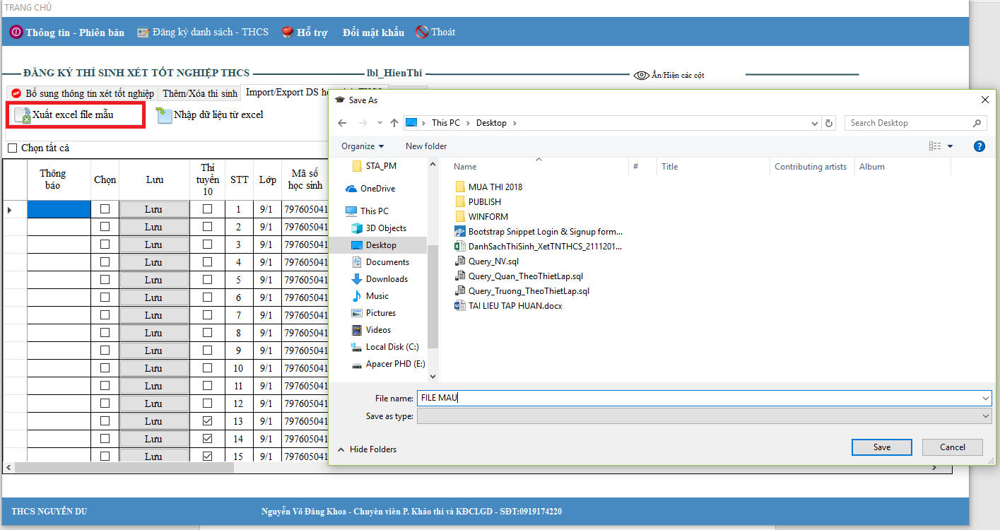 TRANG CHỦ
Thông tin - Phiên bản Đăng ký danh sách - THCS Hỗ trợ Đổi mật khẩu Thoát
ĐĂNG KÝ THÍ SINH XÉT TỐT NGHIỆP THCS lbl_HienThi Ẩn/Hiện các cột
Bổ sung thông tin xét tốt nghiệp Thêm/Xóa thí sinh Import/Export DS
Xuất excel file mẫu Nhập dữ liệu từ excel
Chọn tất cả
Thông báo Chọn Lưu Thi tuyển 10 STT Lớp Mã số học sinh
Lưu 1 9/1 797605041
Lưu 2 9/1 797605041
Lưu 3 9/1 797605041
Lưu 4 9/1 797605041
Lưu 5 9/1 797605041
Lưu 6 9/1 797605041
Lưu 7 9/1 797605041
Lưu 8 9/1 797605041
Lưu 9 9/1 797605041
Lưu 10 9/1 797605041
Lưu 11 9/1 797605041
Lưu 12 9/1 797605041
Lưu 13 9/1 797605041
Lưu 14 9/1 797605041
Lưu 15 9/1 797605041
Save As
This PC Desktop
Search Desktop
Organize New folder
STA_PM
OneDrive
This PC
3D Objects
Desktop
Documents
Downloads
Music
Pictures
Videos
Local Disk (C:)
Apacer PHD (E:)
Name # Title Contributing artists Album
MUA THI 2018
PUBLISH
WINFORM
Bootstrap Snippet Login & Signup form...
DanhSachThiSinh_XetTNTHCS_2111201...
Query_NV.sql
Query_Quan_TheoThietLap.sql
Query_Truong_TheoThietLap.sql
TAI LIEU TAP HUAN.docx
File name: FILE MAU
Save as type:
Hide Folders Save Cancel
THCS NGUYỄN DU Nguyễn Võ Đăng Khoa - Chuyên viên P. Khảo thí và KĐCLGD - SĐT:0919174220